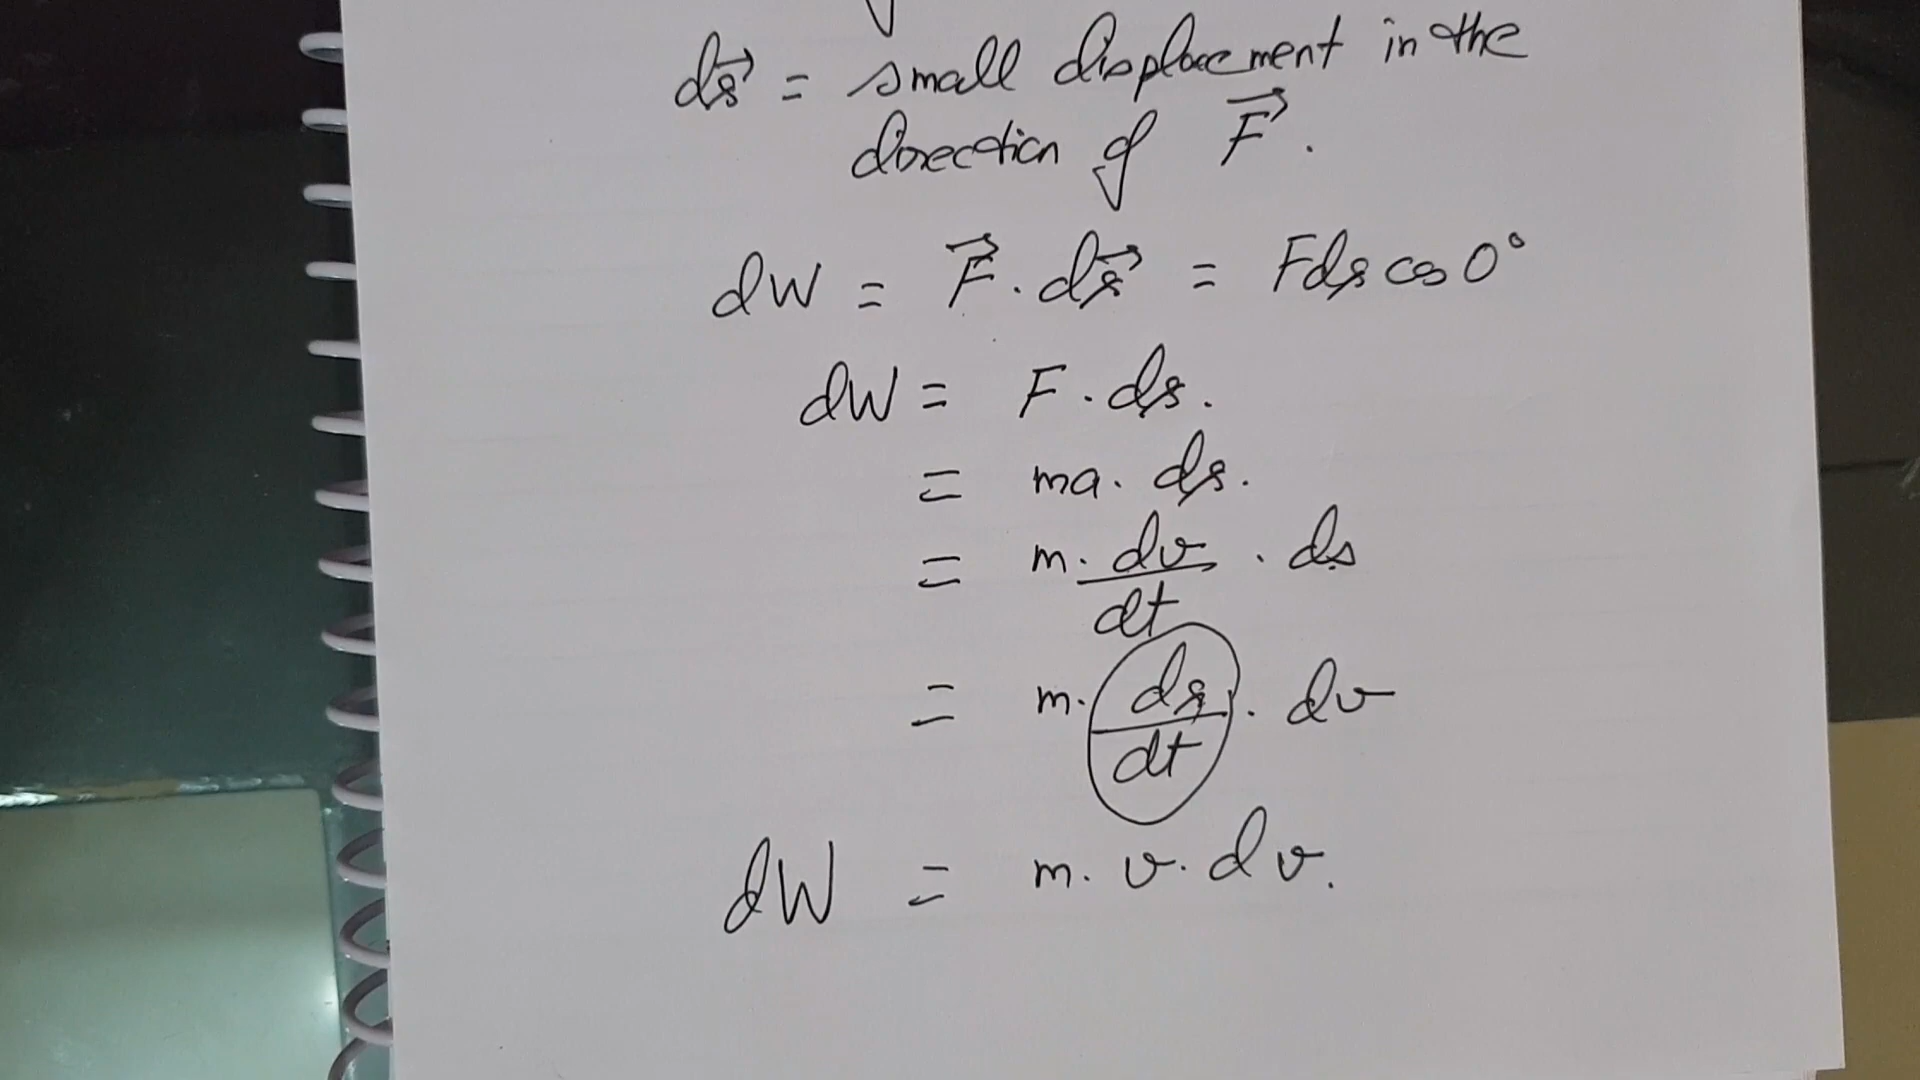 d𝑠⃗ = small displacement in the
direction of F⃗.
dW = F⃗ . ds⃗ = Fds cos 0°
dW = F . ds.
= ma. ds.
= m. dv/dt . ds
= m. ds/dt . dv
dW = m. v. dv.